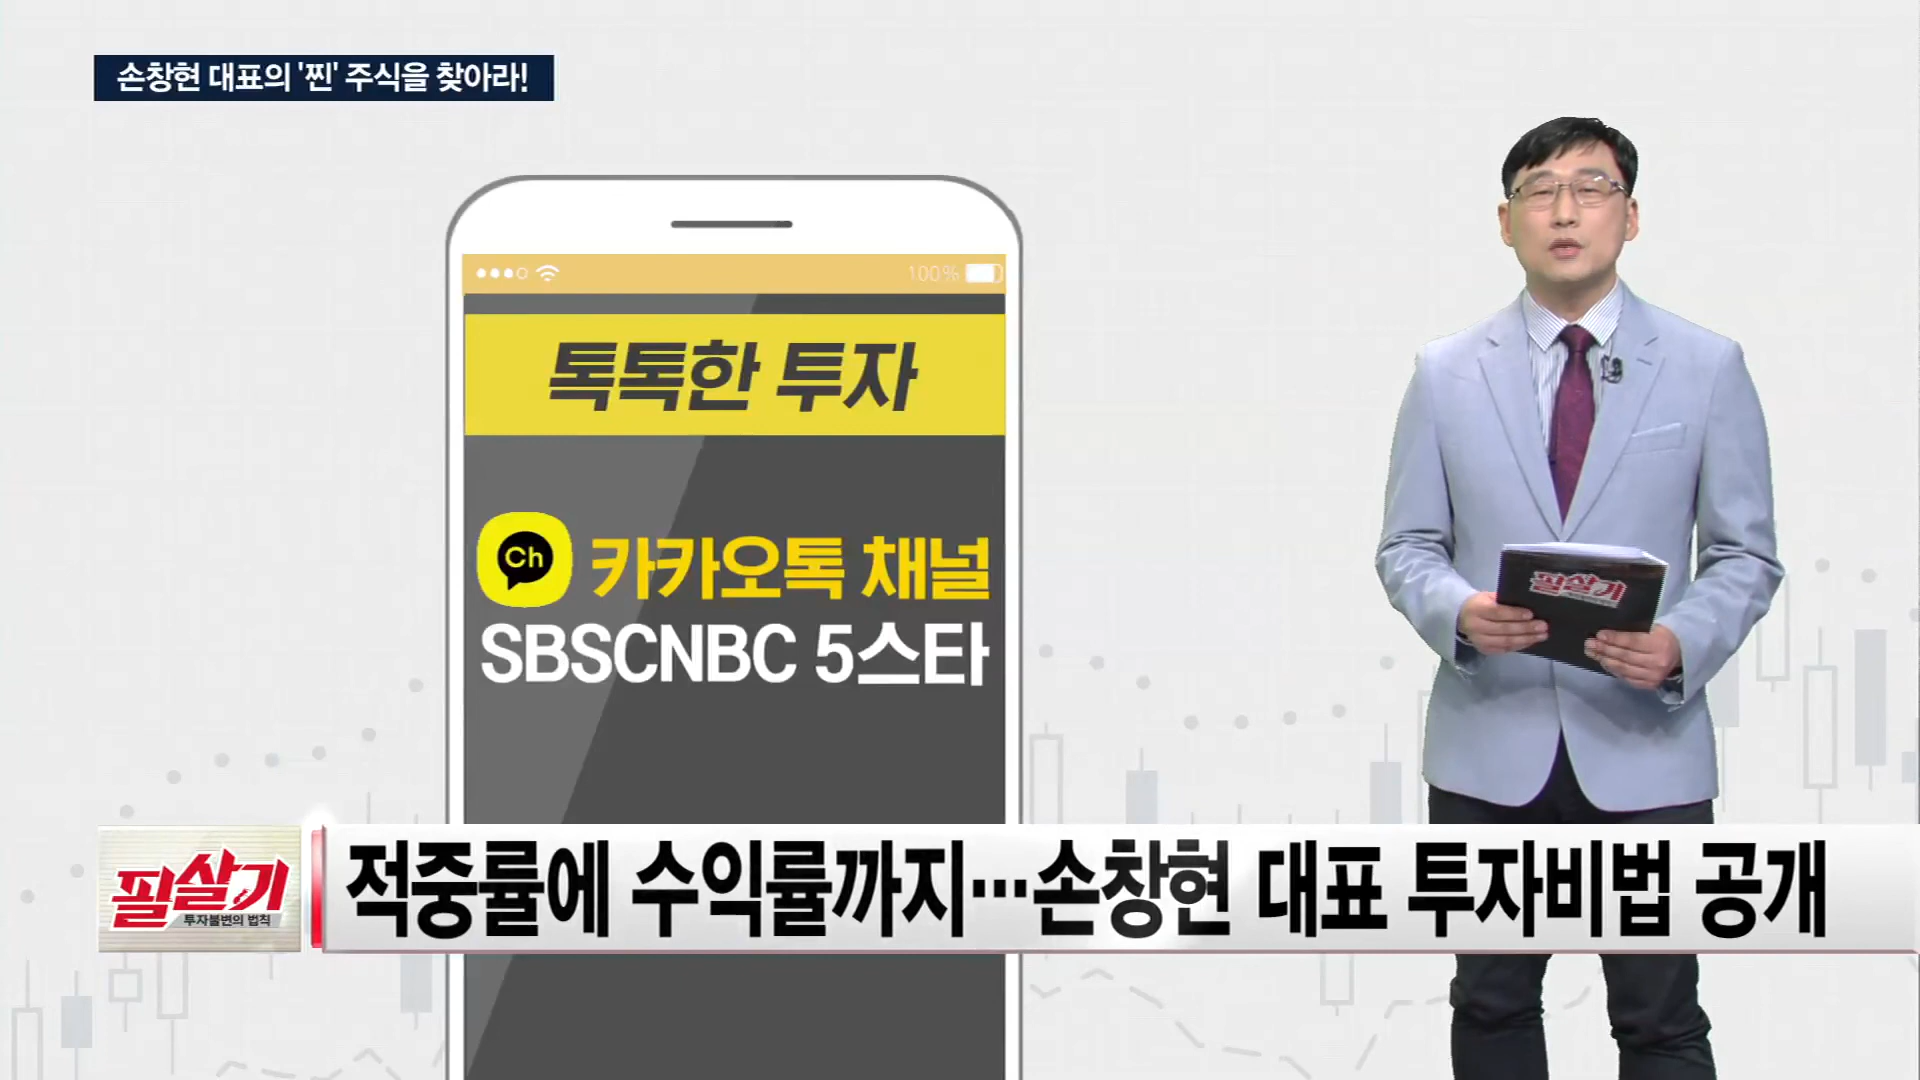 손창현 대표의 '찐' 주식을 찾아라!
100%
톡톡한 투자
Ch 카카오톡 채널
SBSCNBC 5스타
필살기
필살기
투자불변의 법칙
적중률에 수익률까지…손창현 대표 투자비법 공개